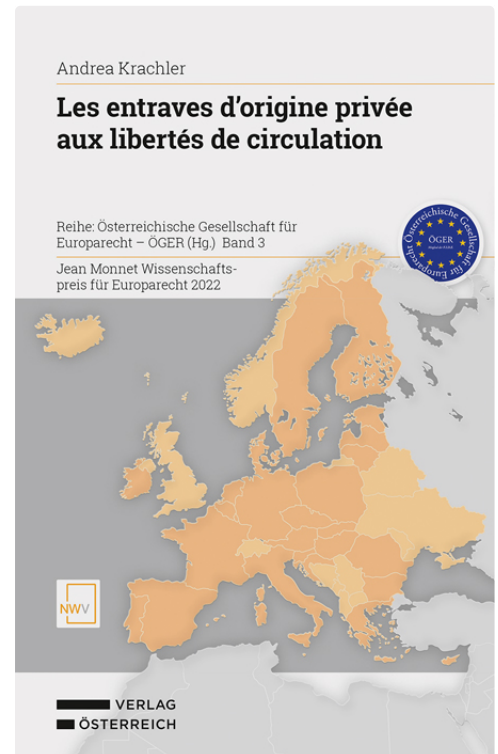 Andrea Krachler
Les entraves d’origine privée
aux libertés de circulation
Reihe: Österreichische Gesellschaft für
Europarecht – ÖGER (Hg.) Band 3
Jean Monnet Wissenschafts-
preis für Europarecht 2022
Österreichische Gesellschaft für Europarecht
ÖGER
NWV
VERLAG
ÖSTERREICH